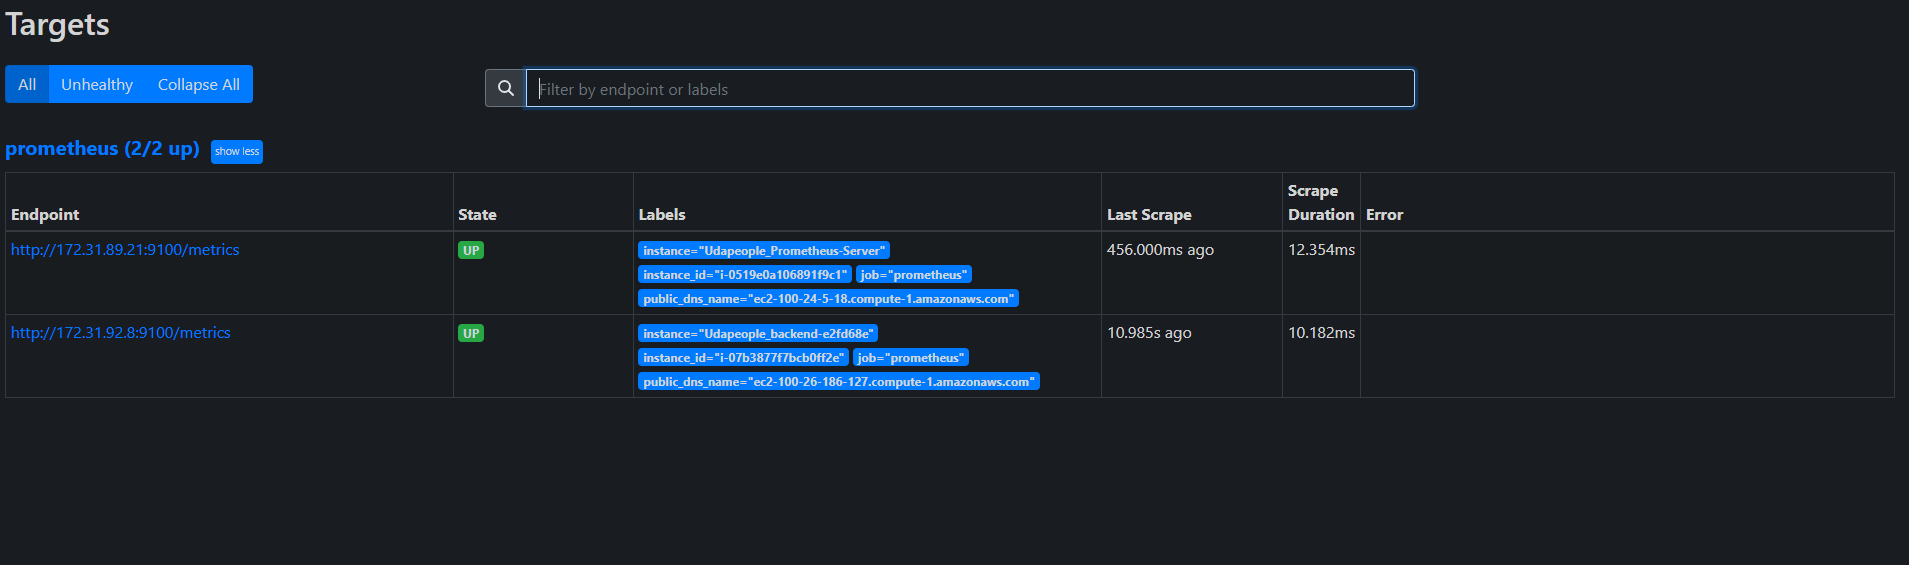 Targets
All Unhealthy Collapse All
Filter by endpoint or labels
prometheus (2/2 up) show less
Endpoint State Labels Last Scrape Scrape Duration Error
http://172.31.89.21:9100/metrics UP instance="Udapeople_Prometheus-Server" 456.000ms ago 12.354ms
instance_id="i-0519e0a106891f9c1" job="prometheus"
public_dns_name="ec2-100-24-5-18.compute-1.amazonaws.com"
http://172.31.92.8:9100/metrics UP instance="Udapeople_backend-e2fd68e" 10.985s ago 10.182ms
instance_id="i-07b3877f7bcb0ff2e" job="prometheus"
public_dns_name="ec2-100-26-186-127.compute-1.amazonaws.com"